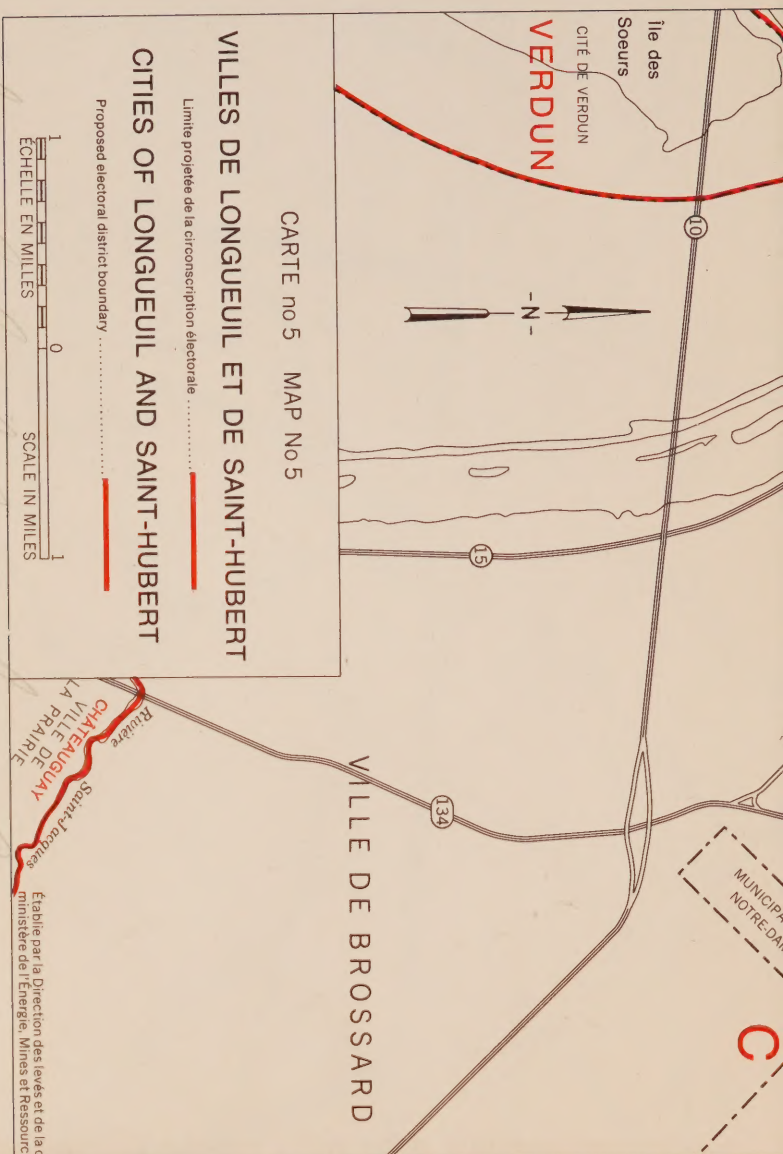 Île des
Soeurs
CITÉ DE VERDUN
VERDUN
10
- N -
15
134
MUNICIPA
NOTRE-DAM
C
VILLE DE BROSSARD
CARTE no 5 MAP No 5
VILLES DE LONGUEUIL ET DE SAINT-HUBERT
Limite projetée de la circonscription électorale
CITIES OF LONGUEUIL AND SAINT-HUBERT
Proposed electoral district boundary
1 0 1
ÉCHELLE EN MILLES SCALE IN MILES
Rivière Saint-Jacques
CHÂTEAUGUAY
VILLE DE
LA PRAIRIE
Établie par la Direction des levés et de la c
ministère de l'Énergie, Mines et Ressourc